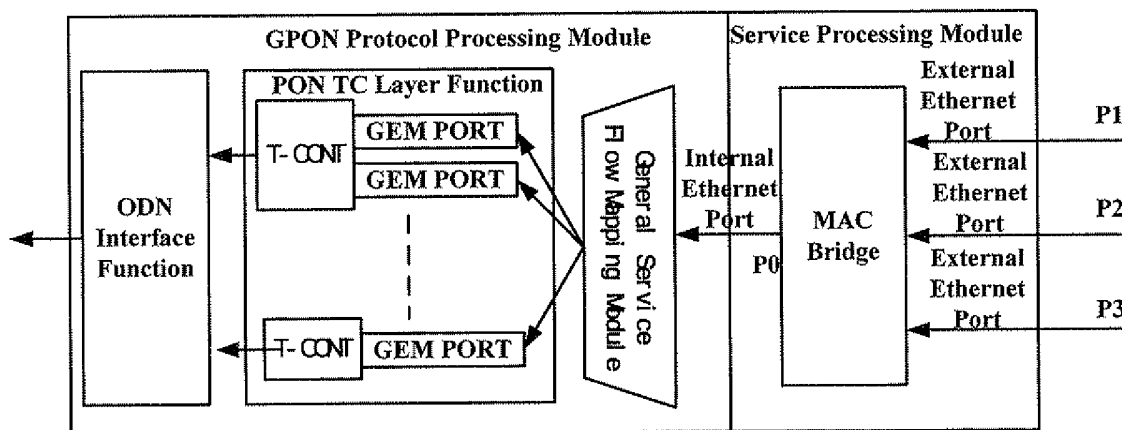 GPON Protocol Processing Module
Service Processing Module
PON TC Layer Function
T-CONT
GEM PORT
GEM PORT
T-CONT
GEM PORT
ODN
Interface
Function
General Service
Flow Mapping Module
Internal
Ethernet
Port
P0
MAC
Bridge
External
Ethernet
Port
P1
External
Ethernet
Port
P2
External
Ethernet
Port
P3